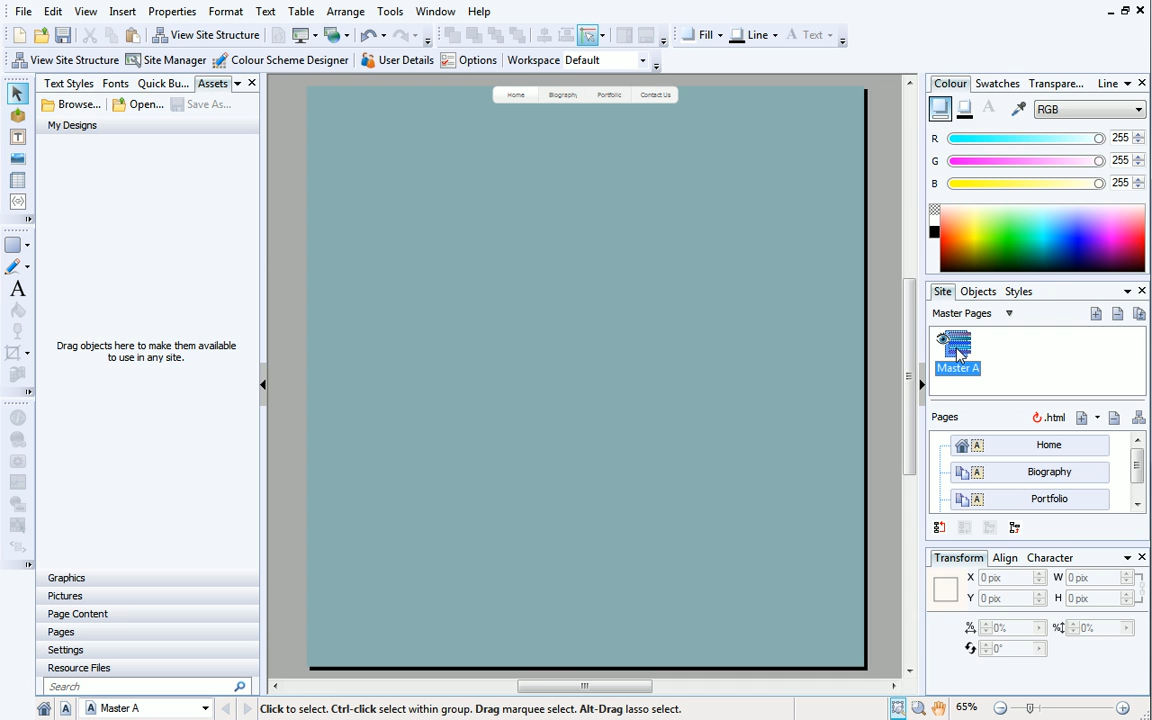 File Edit View Insert Properties Format Text Table Arrange Tools Window Help
View Site Structure Fill Line A Text
View Site Structure Site Manager Colour Scheme Designer User Details Options Workspace Default
Text Styles Fonts Quick Bu... Assets
Browse... Open... Save As...
My Designs
Drag objects here to make them available
to use in any site.
Graphics
Pictures
Page Content
Pages
Settings
Resource Files
Search
Home Biography Portfolio Contact Us
Colour Swatches Transpare... Line
RGB
R 255
G 255
B 255
Site Objects Styles
Master Pages
Master A
Pages .html
A Home
A Biography
A Portfolio
Transform Align Character
X 0 pix W 0 pix
Y 0 pix H 0 pix
% 0% % 0%
0°
A A Master A Click to select. Ctrl-click select within group. Drag marquee select. Alt-Drag lasso select. 65%